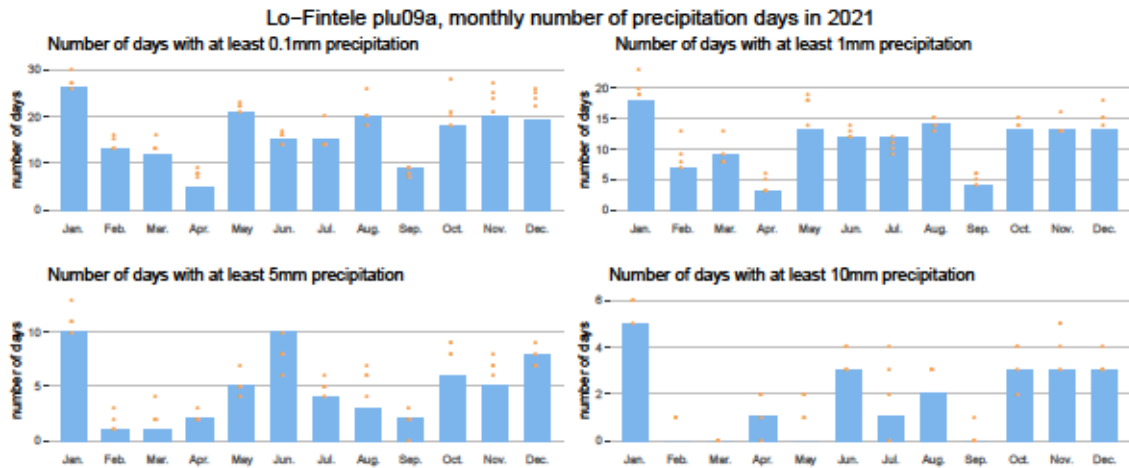 Lo−Fintele plu09a, monthly number of precipitation days in 2021
Number of days with at least 0.1mm precipitation
number of days
30
20
10
0
Jan. Feb. Mar. Apr. May Jun. Jul. Aug. Sep. Oct. Nov. Dec.
Number of days with at least 1mm precipitation
number of days
20
15
10
5
0
Jan. Feb. Mar. Apr. May Jun. Jul. Aug. Sep. Oct. Nov. Dec.
Number of days with at least 5mm precipitation
number of days
10
5
0
Jan. Feb. Mar. Apr. May Jun. Jul. Aug. Sep. Oct. Nov. Dec.
Number of days with at least 10mm precipitation
number of days
6
4
2
0
Jan. Feb. Mar. Apr. May Jun. Jul. Aug. Sep. Oct. Nov. Dec.